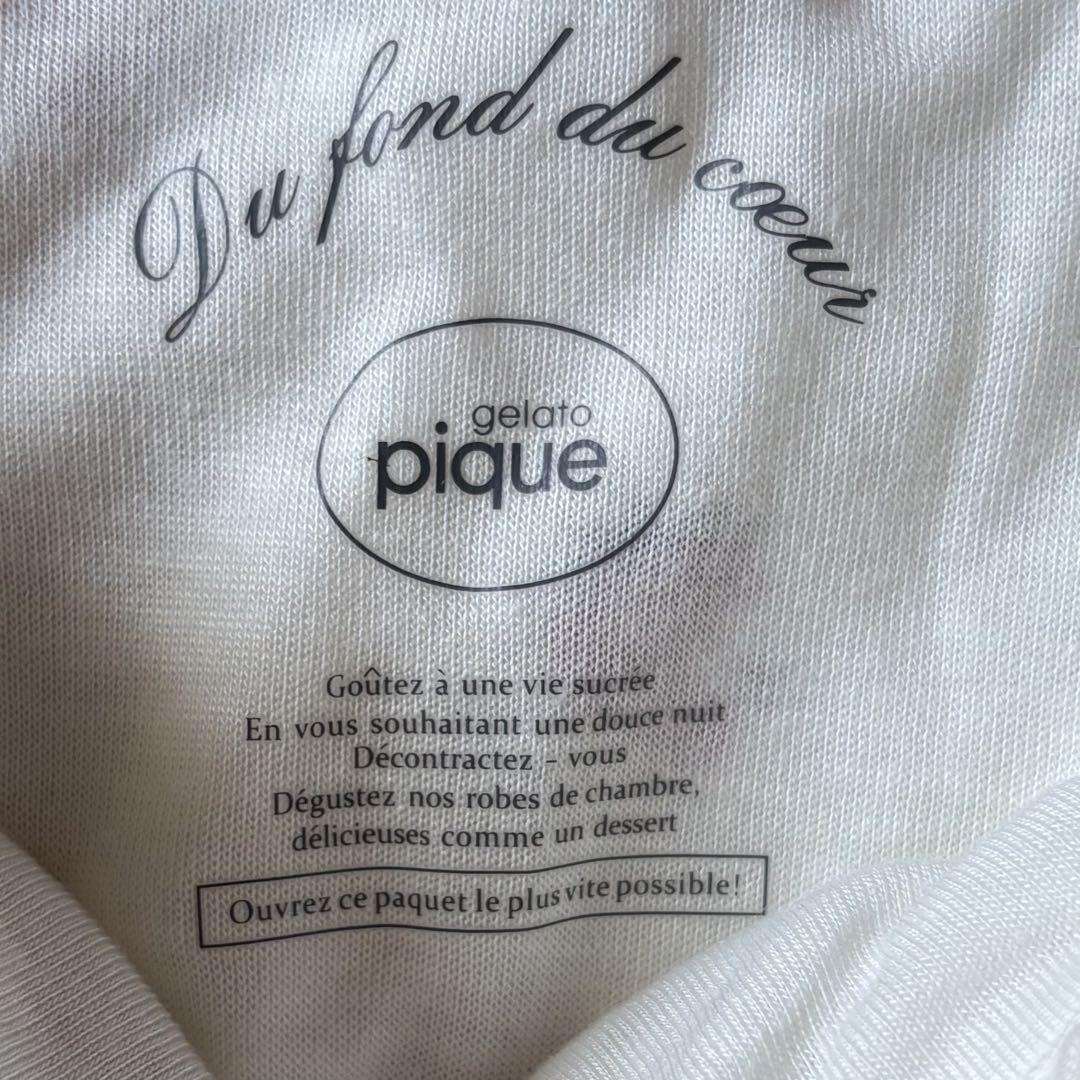 Du fond du cœur
gelato
pique
Goûtez à une vie sucrée
En vous souhaitant une douce nuit
Décontractez - vous
Dégustez nos robes de chambre,
délicieuses comme un dessert
Ouvrez ce paquet le plus vite possible!